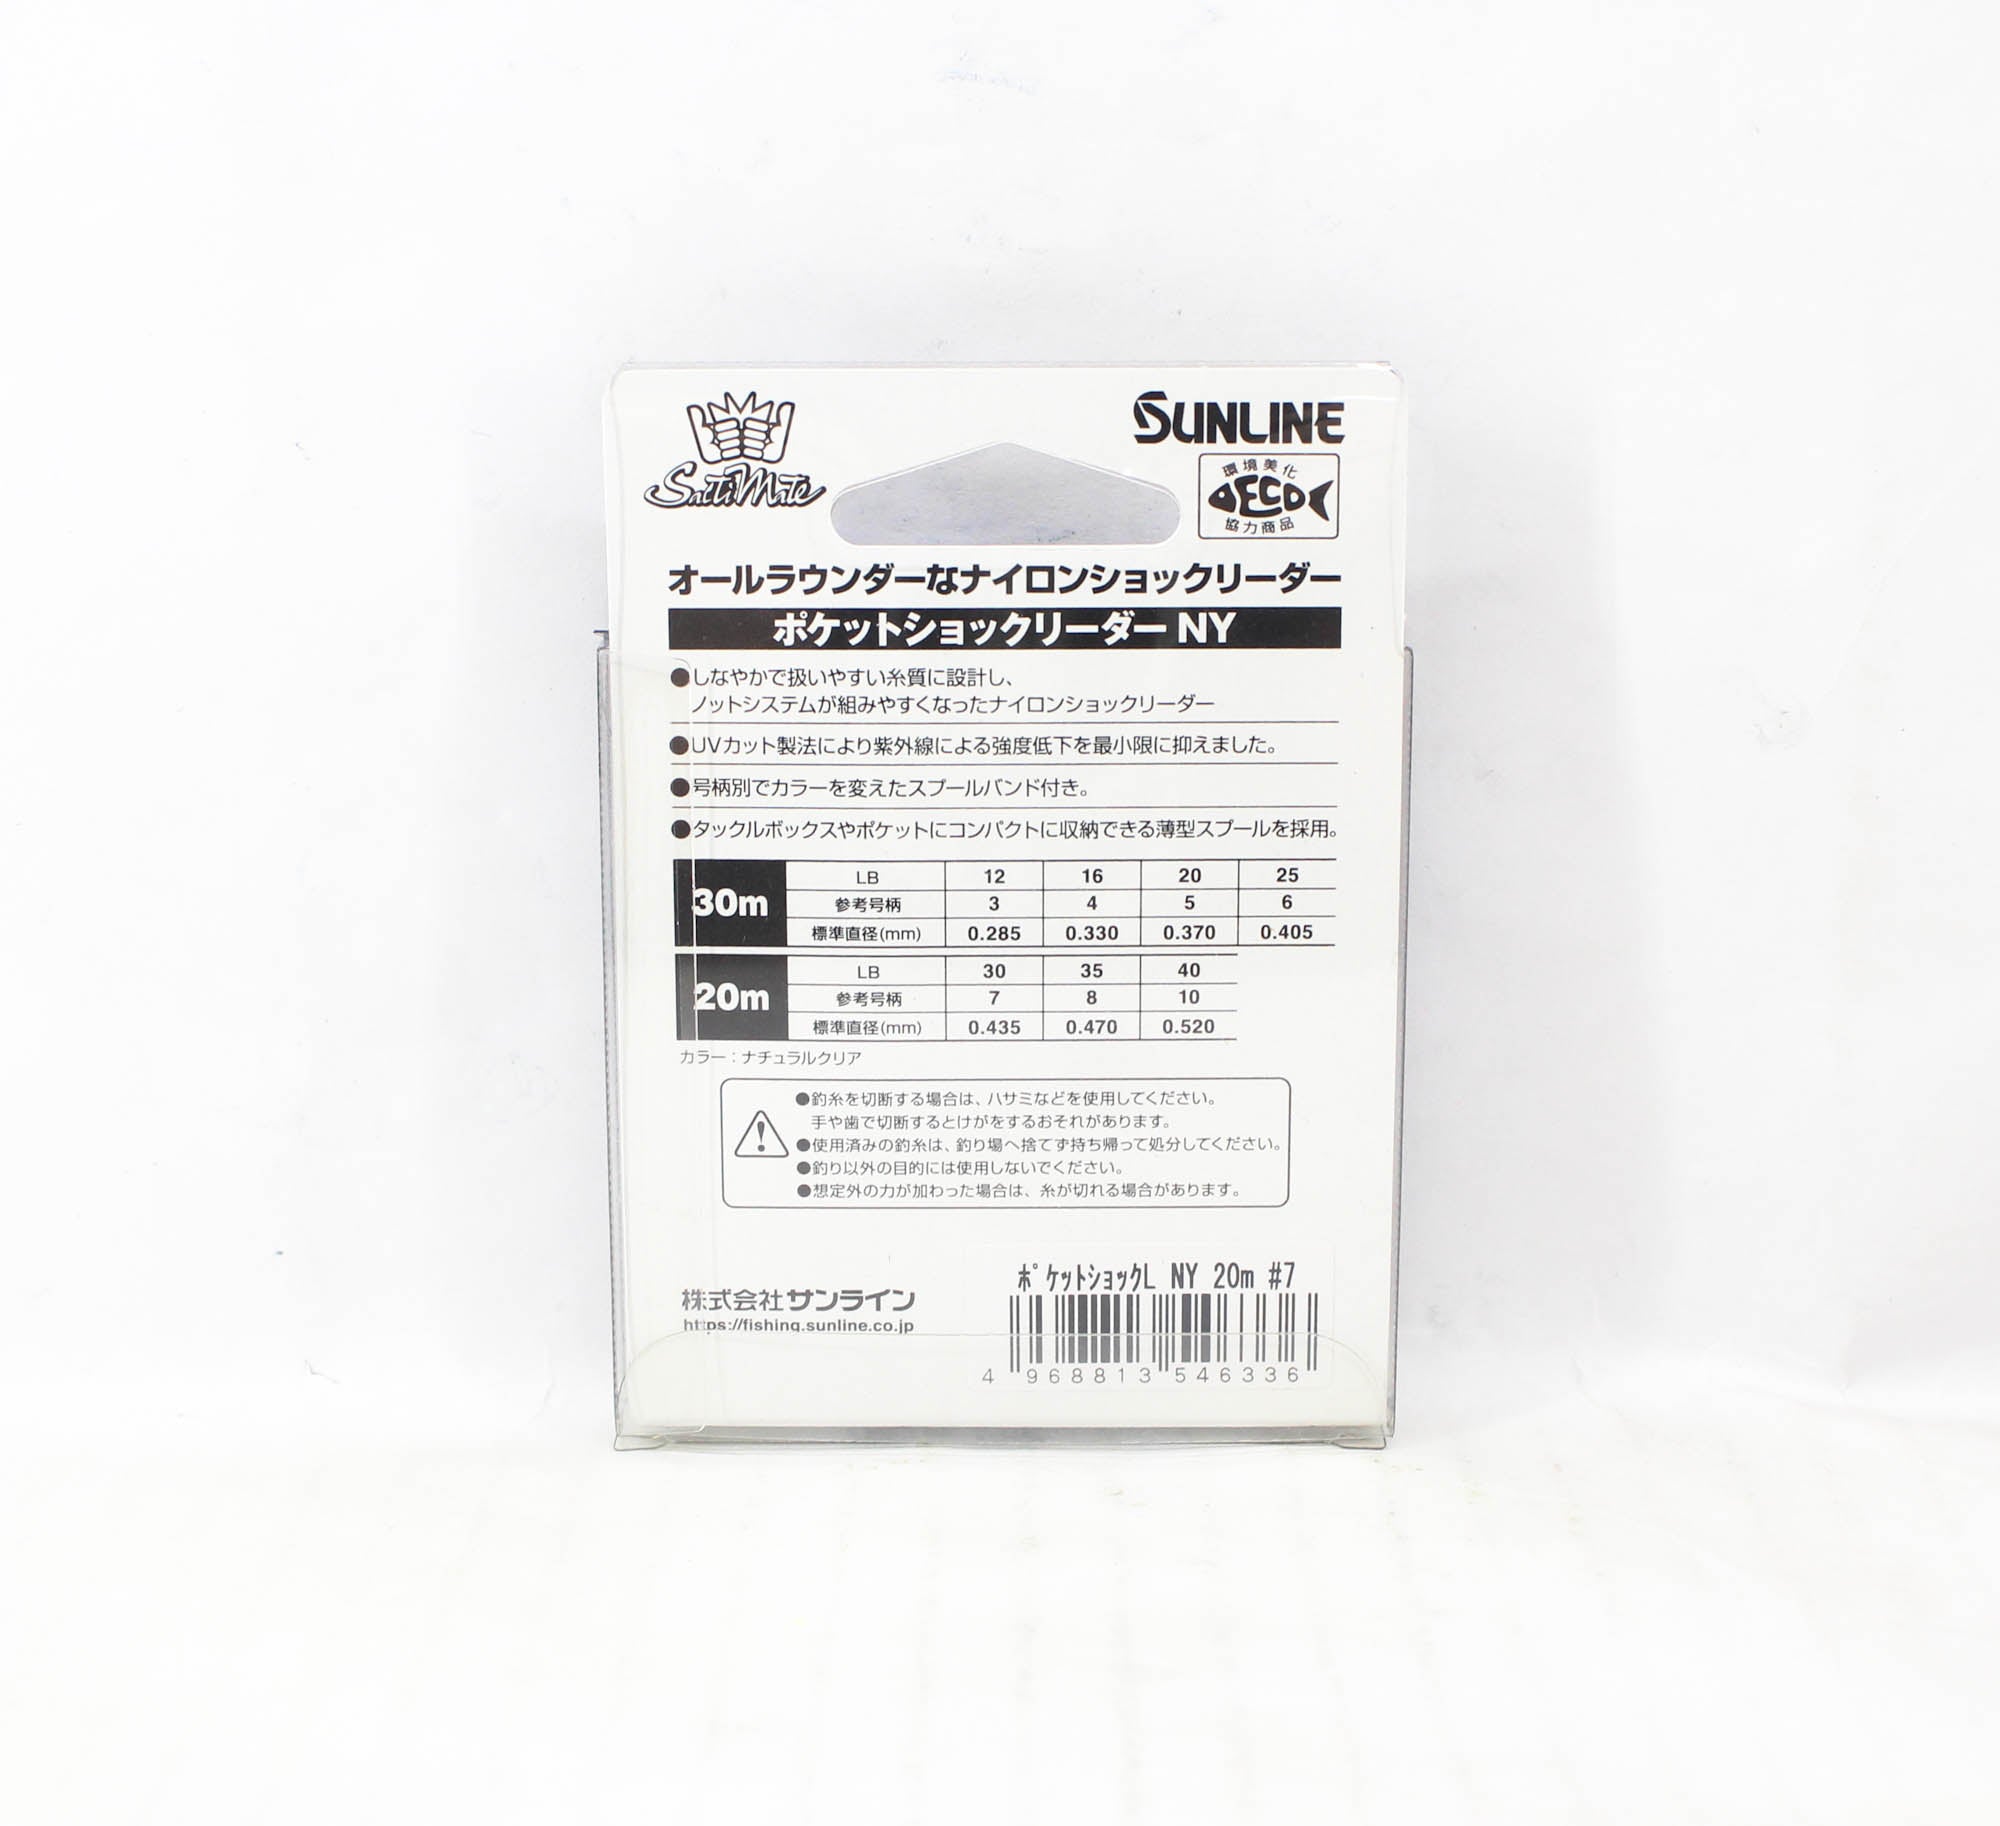 SaltiMate
SUNLINE
環境美化
DECO
協力商品
オールラウンダーなナイロンショックリーダー
ポケットショックリーダー NY
●しなやかで扱いやすい糸質に設計し、
ノットシステムが組みやすくなったナイロンショックリーダー
●UVカット製法により紫外線による強度低下を最小限に抑えました。
●号柄別でカラーを変えたスプールバンド付き。
●タックルボックスやポケットにコンパクトに収納できる薄型スプールを採用。
30m
LB 12 16 20 25
参考号柄 3 4 5 6
標準直径(mm) 0.285 0.330 0.370 0.405
20m
LB 30 35 40
参考号柄 7 8 10
標準直径(mm) 0.435 0.470 0.520
カラー：ナチュラルクリア
●釣糸を切断する場合は、ハサミなどを使用してください。
手や歯で切断するとけがをするおそれがあります。
●使用済みの釣糸は、釣り場へ捨てず持ち帰って処分してください。
●釣り以外の目的には使用しないでください。
●想定外の力が加わった場合は、糸が切れる場合があります。
株式会社サンライン
https://fishing.sunline.co.jp
ﾎﾟｹｯﾄｼｮｯｸL NY 20m #7
4 968813 546336